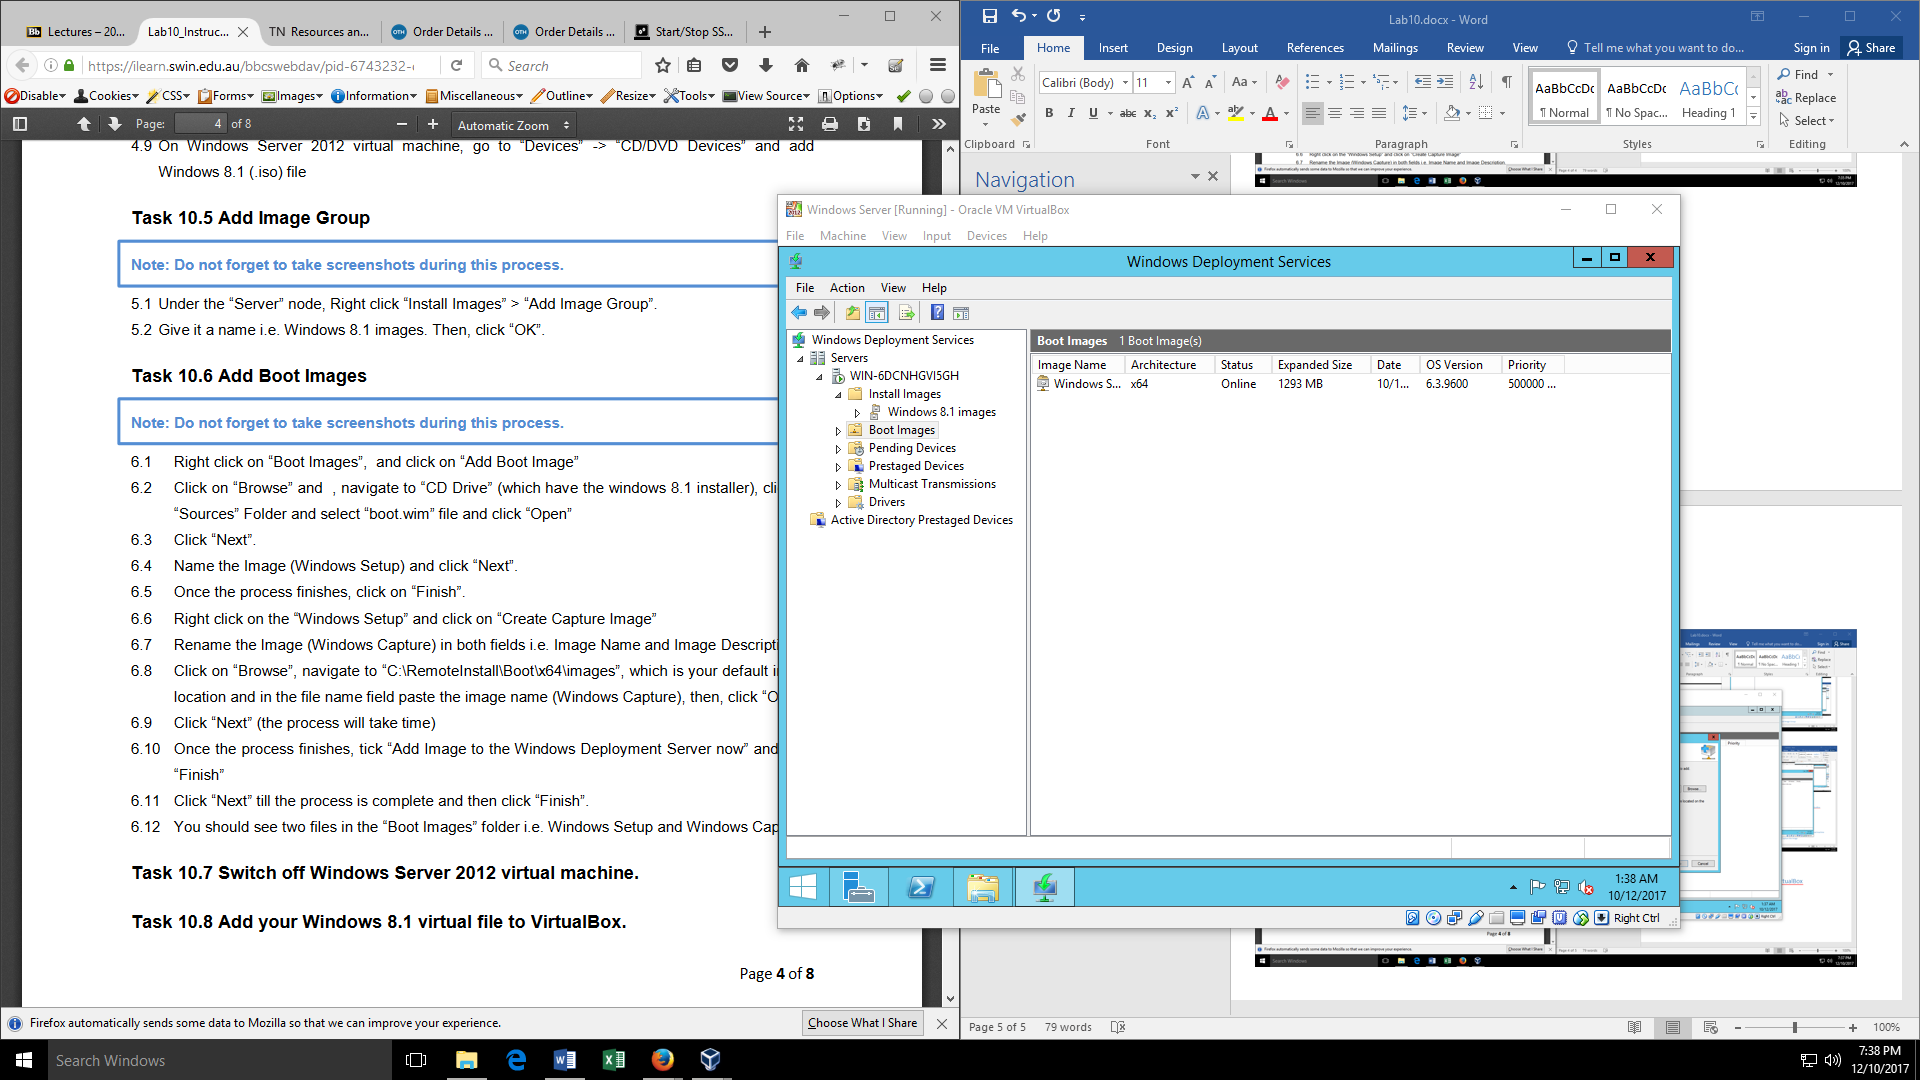 Lectures – 20...
Lab10_Instruc...
TN Resources an...
Order Details ...
Order Details ...
Start/Stop SS...
https://ilearn.swin.edu.au/bbcswebdav/pid-6743232-
Search
Disable
Cookies
CSS
Forms
Images
Information
Miscellaneous
Outline
Resize
Tools
View Source
Options
Page:
4
of 8
Automatic Zoom
4.9 On Windows Server 2012 virtual machine, go to “Devices” -> “CD/DVD Devices” and add
Windows 8.1 (.iso) file
Task 10.5 Add Image Group
Note: Do not forget to take screenshots during this process.
5.1 Under the “Server” node, Right click “Install Images” > “Add Image Group”.
5.2 Give it a name i.e. Windows 8.1 images. Then, click “OK”.
Task 10.6 Add Boot Images
Note: Do not forget to take screenshots during this process.
6.1 Right click on “Boot Images”, and click on “Add Boot Image”
6.2 Click on “Browse” and , navigate to “CD Drive” (which have the windows 8.1 installer), cli
“Sources” Folder and select “boot.wim” file and click “Open”
6.3 Click “Next”.
6.4 Name the Image (Windows Setup) and click “Next”.
6.5 Once the process finishes, click on “Finish”.
6.6 Right click on the “Windows Setup” and click on “Create Capture Image”
6.7 Rename the Image (Windows Capture) in both fields i.e. Image Name and Image Descripti
6.8 Click on “Browse”, navigate to “C:\RemoteInstall\Boot\x64\images”, which is your default i
location and in the file name field paste the image name (Windows Capture), then, click “O
6.9 Click “Next” (the process will take time)
6.10 Once the process finishes, tick “Add Image to the Windows Deployment Server now” and
“Finish”
6.11 Click “Next” till the process is complete and then click “Finish”.
6.12 You should see two files in the “Boot Images” folder i.e. Windows Setup and Windows Cap
Task 10.7 Switch off Windows Server 2012 virtual machine.
Task 10.8 Add your Windows 8.1 virtual file to VirtualBox.
Page 4 of 8
Firefox automatically sends some data to Mozilla so that we can improve your experience.
Choose What I Share
Lab10.docx - Word
File
Home
Insert
Design
Layout
References
Mailings
Review
View
Tell me what you want to do...
Sign in
Share
Paste
Clipboard
Calibri (Body)
11
Font
Paragraph
AaBbCcDc
¶ Normal
AaBbCcDc
¶ No Spac...
AaBbC
Heading 1
Styles
Find
Replace
Select
Editing
Navigation
Windows Server [Running] - Oracle VM VirtualBox
File
Machine
View
Input
Devices
Help
Windows Deployment Services
File
Action
View
Help
Windows Deployment Services
Servers
WIN-6DCNHGVI5GH
Install Images
Windows 8.1 images
Boot Images
Pending Devices
Prestaged Devices
Multicast Transmissions
Drivers
Active Directory Prestaged Devices
Boot Images 1 Boot Image(s)
Image Name
Architecture
Status
Expanded Size
Date
OS Version
Priority
Windows S...
x64
Online
1293 MB
10/1...
6.3.9600
500000 ...
1:38 AM
10/12/2017
Right Ctrl
Page 5 of 5
79 words
100%
Search Windows
7:38 PM
12/10/2017